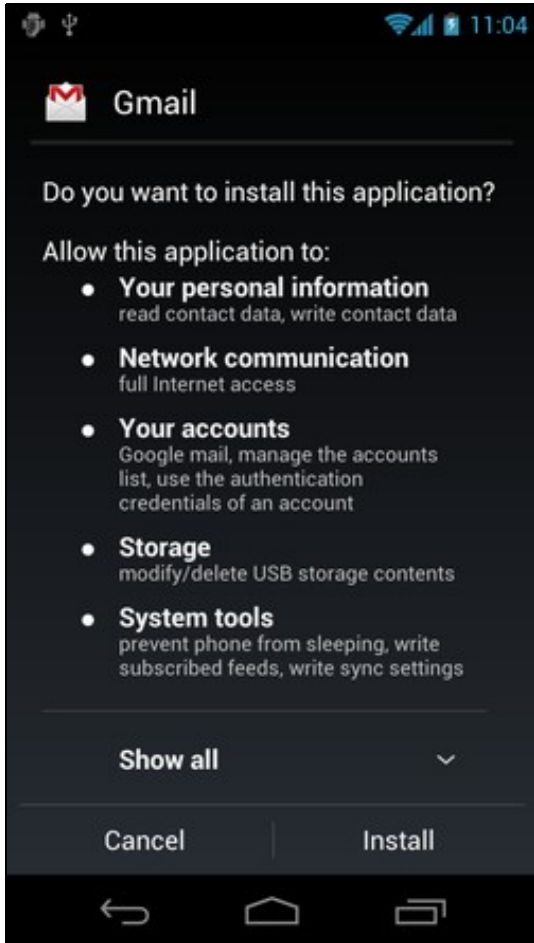 11:04
Gmail
Do you want to install this application?
Allow this application to:
Your personal information
read contact data, write contact data
Network communication
full Internet access
Your accounts
Google mail, manage the accounts
list, use the authentication
credentials of an account
Storage
modify/delete USB storage contents
System tools
prevent phone from sleeping, write
subscribed feeds, write sync settings
Show all
Cancel Install